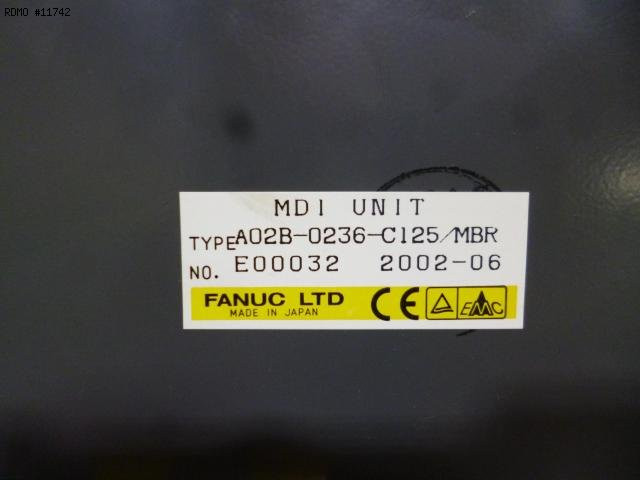 RDMO #11742
MDI UNIT
TYPE A02B-0236-C125/MBR
NO. E00032 2002-06
FANUC LTD
MADE IN JAPAN
CE
EMC